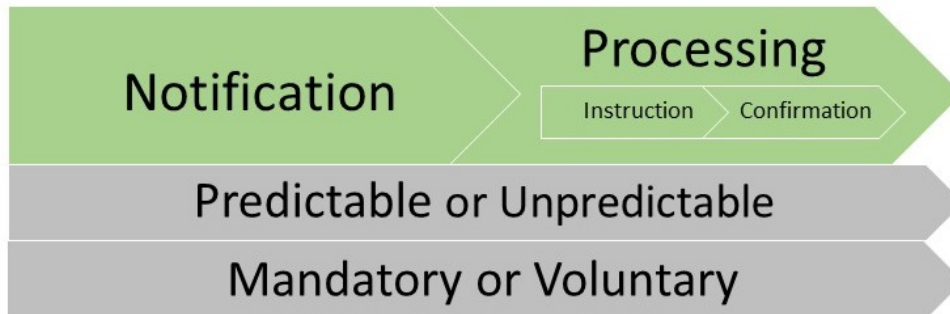 Notification
Processing
Instruction
Confirmation
Predictable or Unpredictable
Mandatory or Voluntary